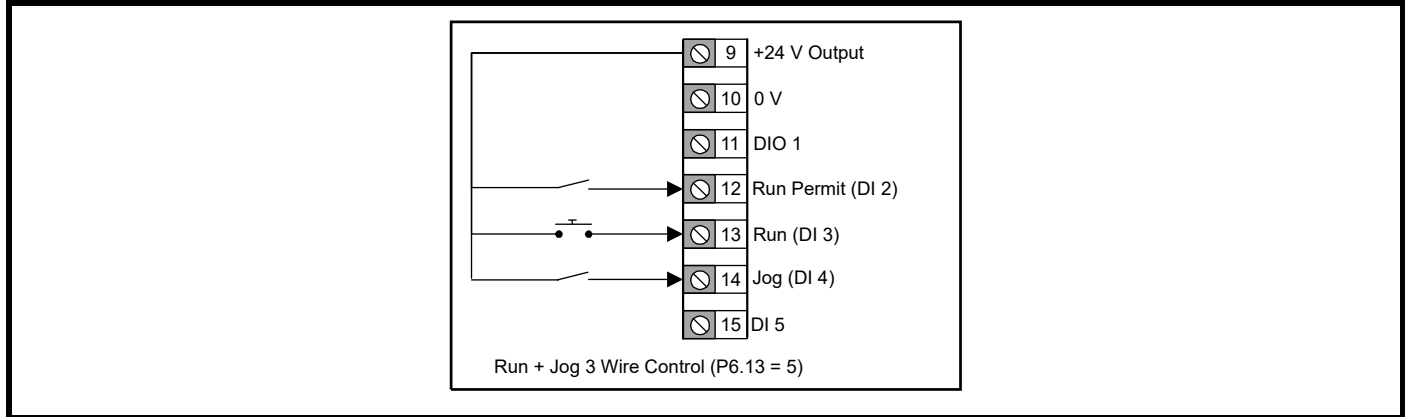 9 +24 V Output
10 0 V
11 DIO 1
12 Run Permit (DI 2)
13 Run (DI 3)
14 Jog (DI 4)
15 DI 5
Run + Jog 3 Wire Control (P6.13 = 5)